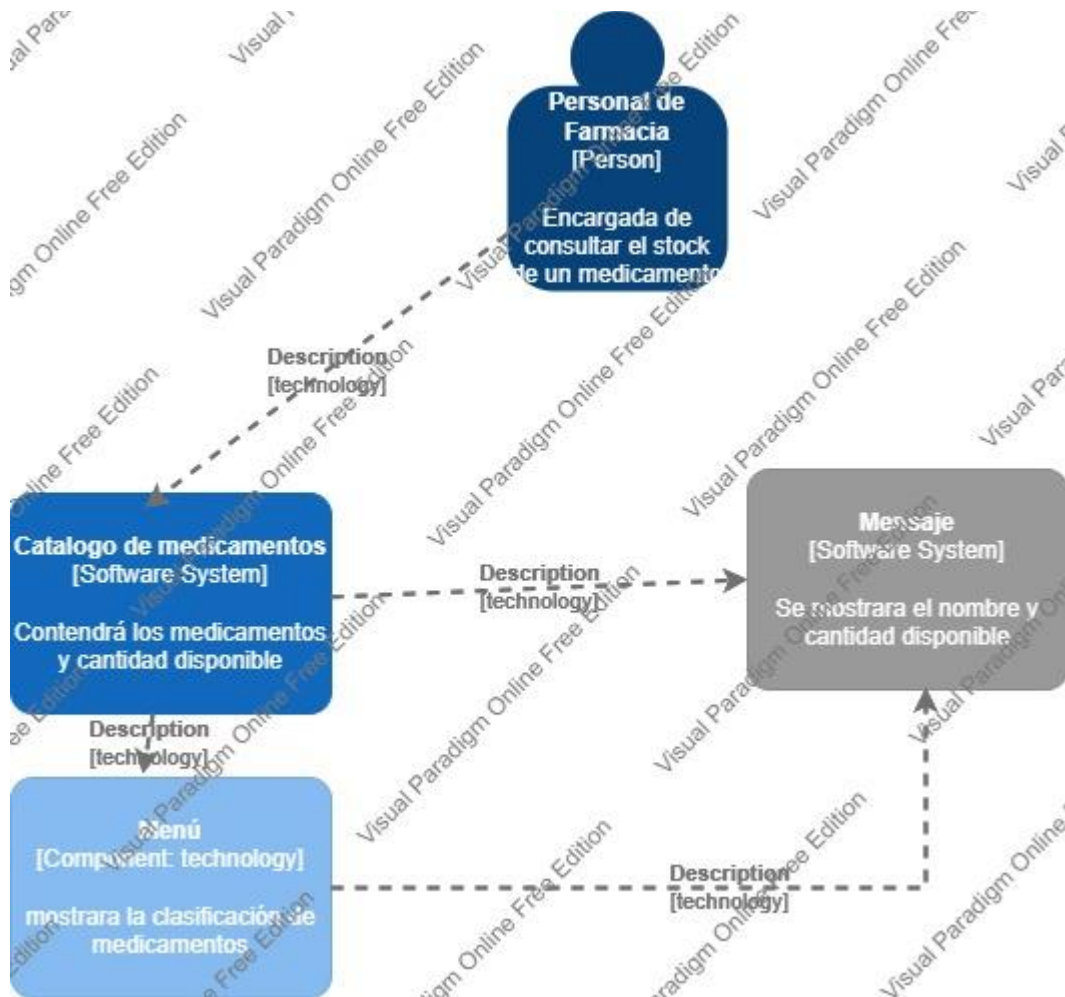 Personal de
Farmacia
[Person]
Encargada de
consultar el stock
de un medicamento
Description
[technology]
Catalogo de medicamentos
[Software System]
Contendrá los medicamentos
y cantidad disponible
Description
[technology]
Mensaje
[Software System]
Se mostrara el nombre y
cantidad disponible
Description
[technology]
Menú
[Component: technology]
mostrara la clasificación de
medicamentos
Description
[technology]
Visual Paradigm Online Free Edition